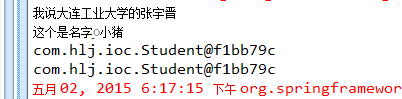 我说大连工业大学的张宇晋
这个是名字○小猪
com.hlj.ioc.Student@f1bb79c
com.hlj.ioc.Student@f1bb79c
五月 02, 2015 6:17:15 下午 org.springframewor